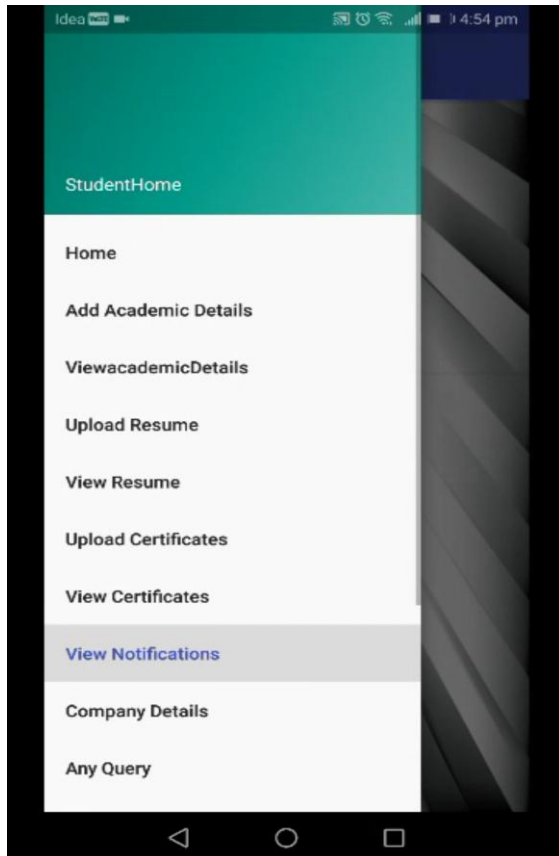 Idea VoLTE 4:54 pm
StudentHome
Home
Add Academic Details
ViewacademicDetails
Upload Resume
View Resume
Upload Certificates
View Certificates
View Notifications
Company Details
Any Query